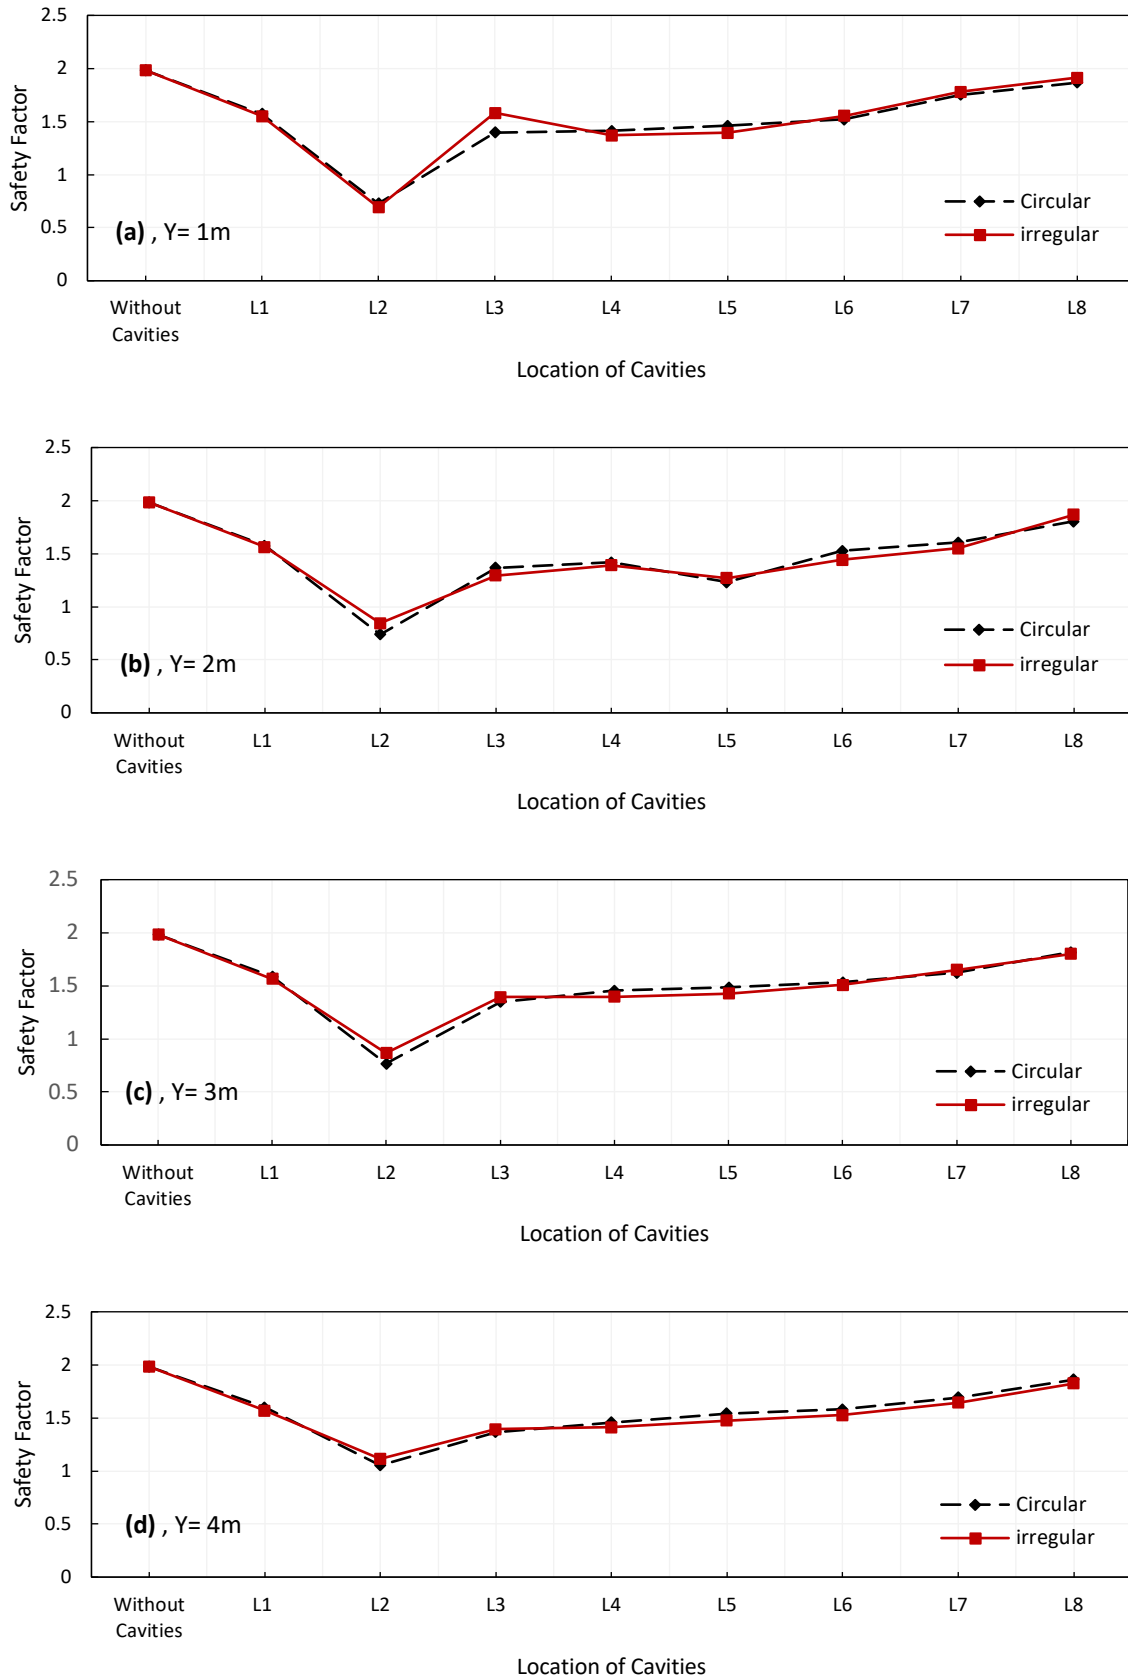 2.5
2
1.5
1
0.5
0
Safety Factor
(a) , Y= 1m
Circular
irregular
Without Cavities L1 L2 L3 L4 L5 L6 L7 L8
Location of Cavities
2.5
2
1.5
1
0.5
0
Safety Factor
(b) , Y= 2m
Circular
irregular
Without Cavities L1 L2 L3 L4 L5 L6 L7 L8
Location of Cavities
2.5
2
1.5
1
0.5
0
Safety Factor
(c) , Y= 3m
Circular
irregular
Without Cavities L1 L2 L3 L4 L5 L6 L7 L8
Location of Cavities
2.5
2
1.5
1
0.5
0
Safety Factor
(d) , Y= 4m
Circular
irregular
Without Cavities L1 L2 L3 L4 L5 L6 L7 L8
Location of Cavities